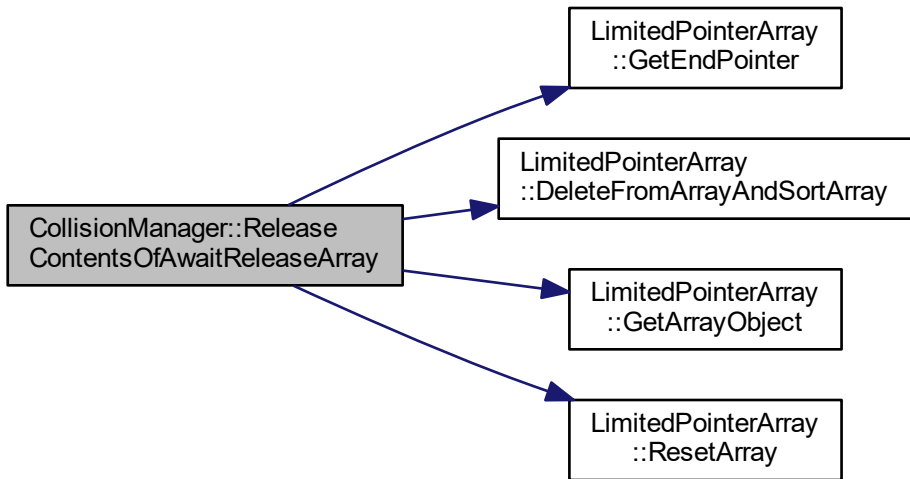 LimitedPointerArray
::GetEndPointer
LimitedPointerArray
::DeleteFromArrayAndSortArray
CollisionManager::Release
ContentsOfAwaitReleaseArray
LimitedPointerArray
::GetArrayObject
LimitedPointerArray
::ResetArray